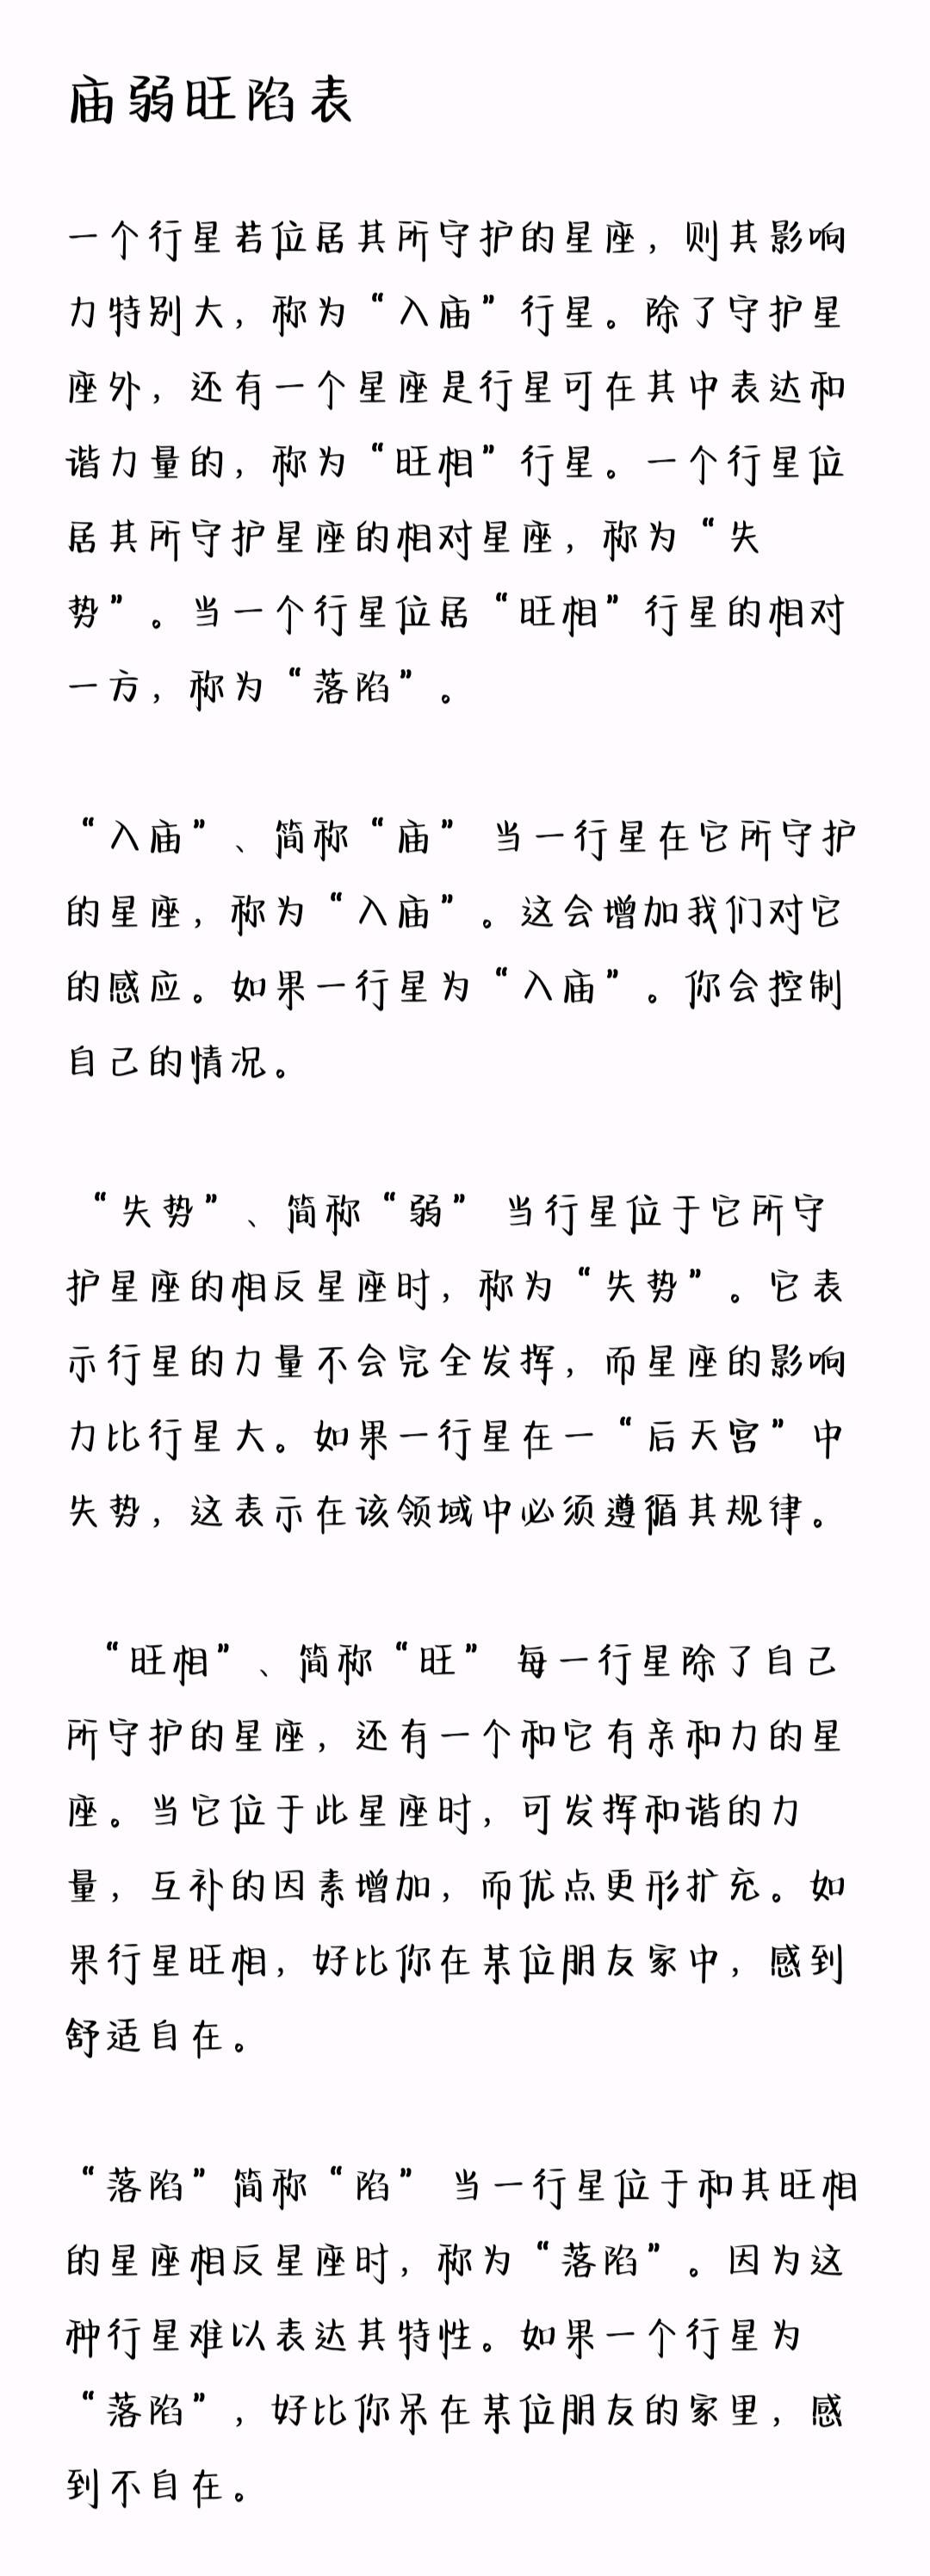 庙弱旺陷表
一个行星若位居其所守护的星座，则其影响
力特别大，称为“入庙”行星。除了守护星
座外，还有一个星座是行星可在其中表达和
谐力量的，称为“旺相”行星。一个行星位
居其所守护星座的相对星座，称为“失
势”。当一个行星位居“旺相”行星的相对
一方，称为“落陷”。
“入庙”、简称“庙” 当一行星在它所守护
的星座，称为“入庙”。这会增加我们对它
的感应。如果一行星为“入庙”。你会控制
自己的情况。
“失势”、简称“弱” 当行星位于它所守
护星座的相反星座时，称为“失势”。它表
示行星的力量不会完全发挥，而星座的影响
力比行星大。如果一行星在一“后天宫”中
失势，这表示在该领域中必须遵循其规律。
“旺相”、简称“旺” 每一行星除了自己
所守护的星座，还有一个和它有亲和力的星
座。当它位于此星座时，可发挥和谐的力
量，互补的因素增加，而优点更形扩充。如
果行星旺相，好比你在某位朋友家中，感到
舒适自在。
“落陷”简称“陷” 当一行星位于和其旺相
的星座相反星座时，称为“落陷”。因为这
种行星难以表达其特性。如果一个行星为
“落陷”，好比你呆在某位朋友的家里，感
到不自在。